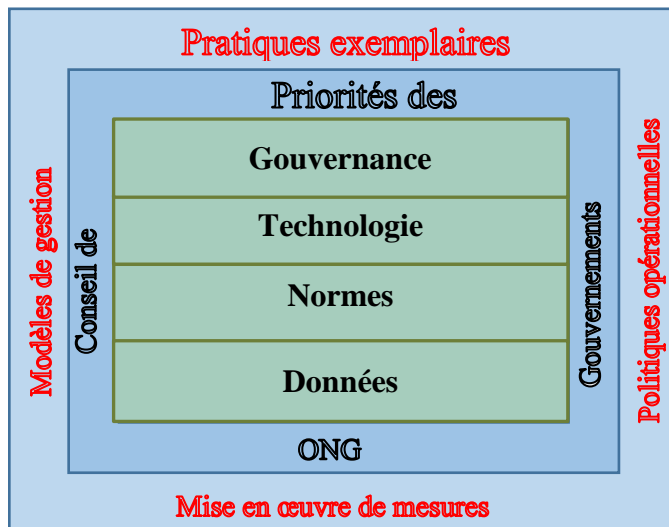 Pratiques exemplaires
Priorités des
Modèles de gestion
Conseil de
Gouvernance
Technologie
Normes
Données
Gouvernements
Politiques opérationnelles
ONG
Mise en œuvre de mesures